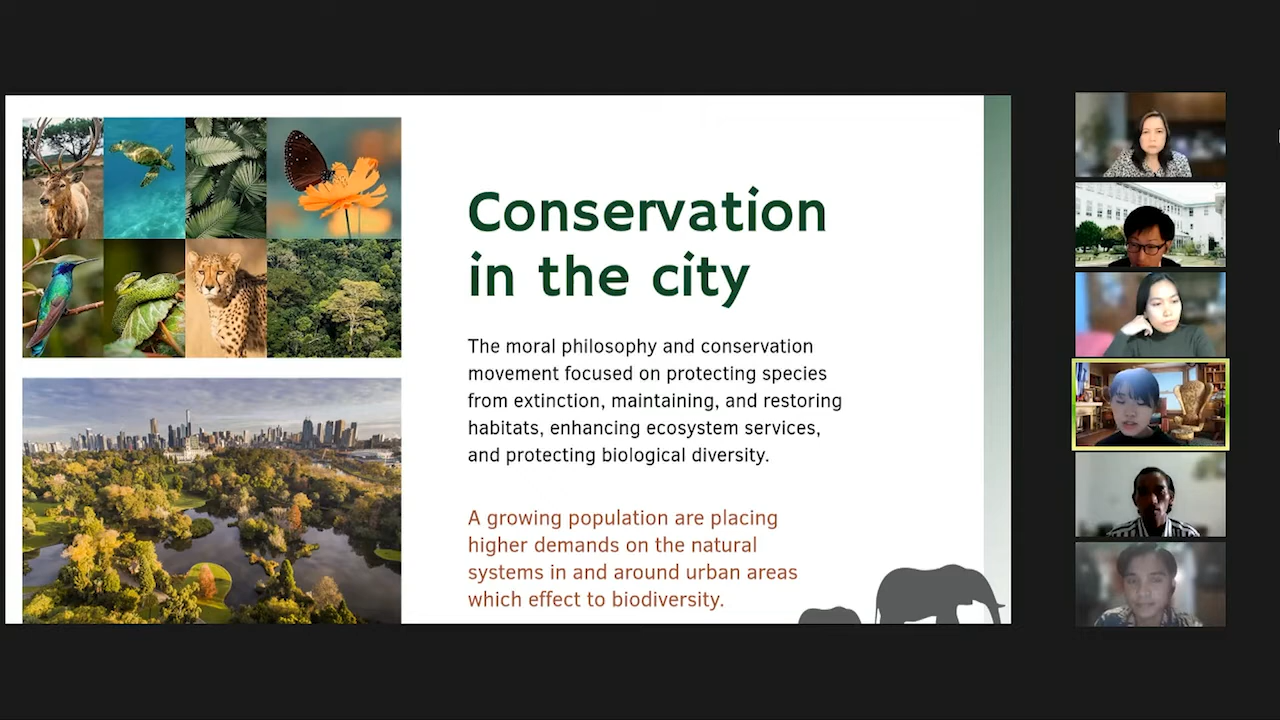 Conservation
in the city
The moral philosophy and conservation
movement focused on protecting species
from extinction, maintaining, and restoring
habitats, enhancing ecosystem services,
and protecting biological diversity.
A growing population are placing
higher demands on the natural
systems in and around urban areas
which effect to biodiversity.